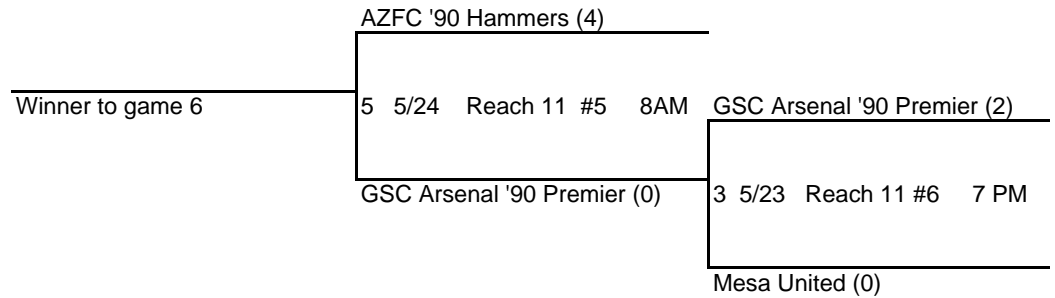 AZFC '90 Hammers (4)
Winner to game 6
5 5/24 Reach 11 #5 8AM
GSC Arsenal '90 Premier (2)
GSC Arsenal '90 Premier (0)
3 5/23 Reach 11 #6 7 PM
Mesa United (0)